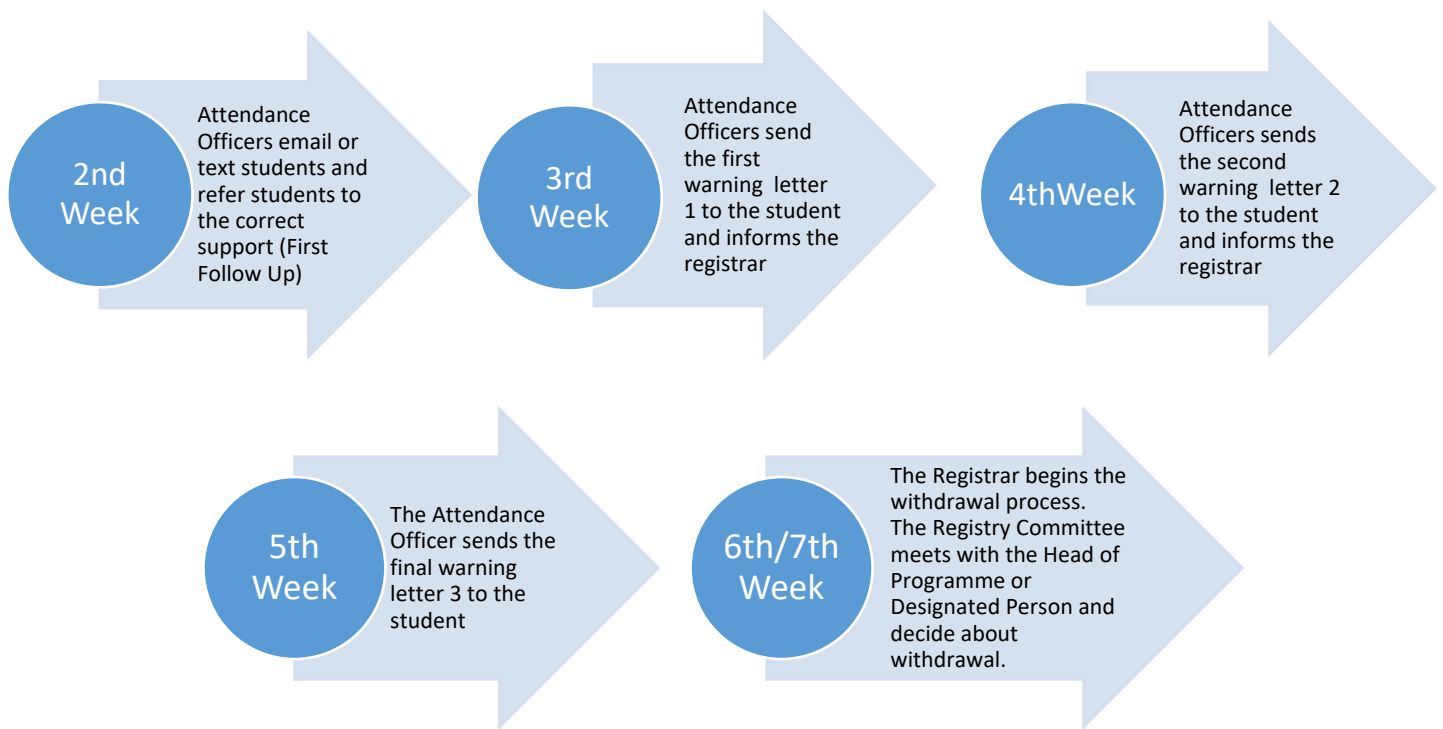 2nd
Week
Attendance
Officers email or
text students and
refer students to
the correct
support (First
Follow Up)
3rd
Week
Attendance
Officers send
the first
warning  letter
1 to the student
and informs the
registrar
4thWeek
Attendance
Officers sends
the second
warning  letter 2
to the student
and informs the
registrar
5th
Week
The Attendance
Officer sends the
final warning
letter 3 to the
student
6th/7th
Week
The Registrar begins the
withdrawal process.
The Registry Committee
meets with the Head of
Programme or
Designated Person and
decide about
withdrawal.